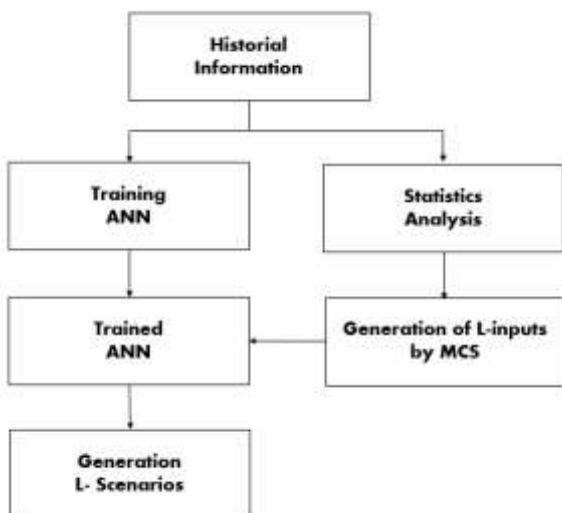 Historial
Information
Training
ANN
Statistics
Analysis
Trained
ANN
Generation of L-inputs
by MCS
Generation
L- Scenarios